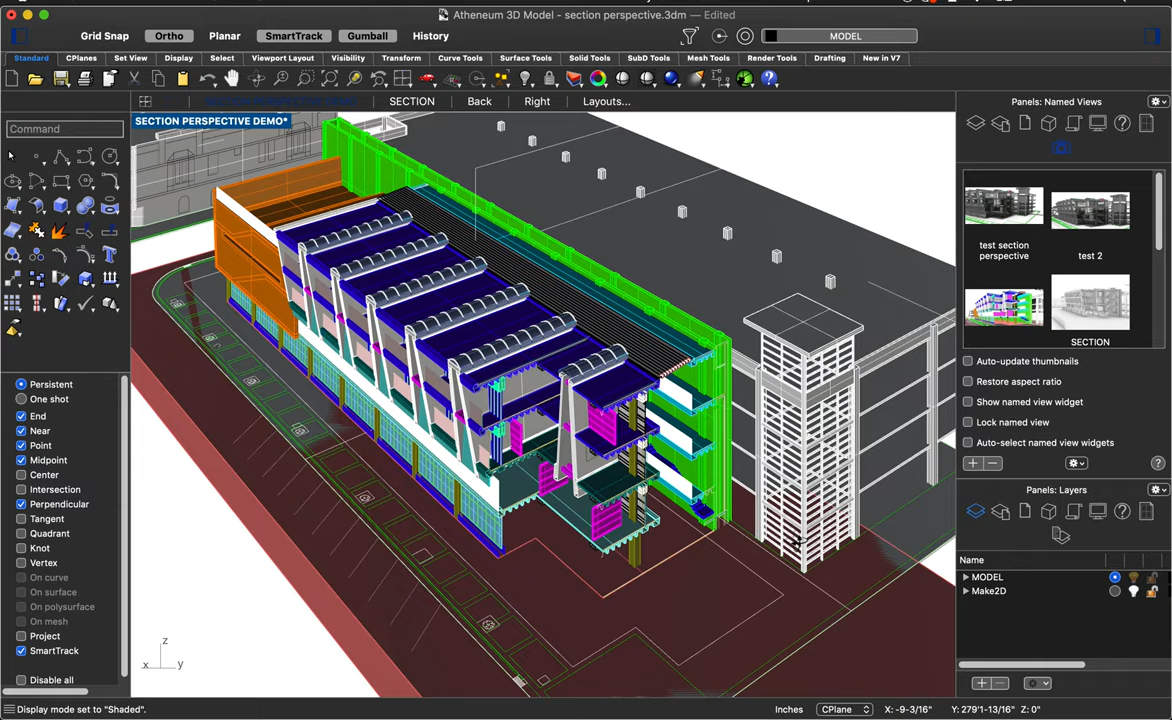 Atheneum 3D Model - section perspective.3dm — Edited
Grid Snap Ortho Planar SmartTrack Gumball History MODEL
Standard CPlanes Set View Display Select Viewport Layout Visibility Transform Curve Tools Surface Tools Solid Tools SubD Tools Mesh Tools Render Tools Drafting New in V7
SECTION Back Right Layouts...
SECTION PERSPECTIVE DEMO*
Command
Persistent
One shot
End
Near
Point
Midpoint
Center
Intersection
Perpendicular
Tangent
Quadrant
Knot
Vertex
On curve
On surface
On polysurface
On mesh
Project
SmartTrack
Disable all
z
x y
Panels: Named Views
test section
perspective
test 2
SECTION
Auto-update thumbnails
Restore aspect ratio
Show named view widget
Lock named view
Auto-select named view widgets
Panels: Layers
Name
MODEL
Make2D
Display mode set to "Shaded".
Inches CPlane X: -9-3/16" Y: 279'1-13/16" Z: 0"